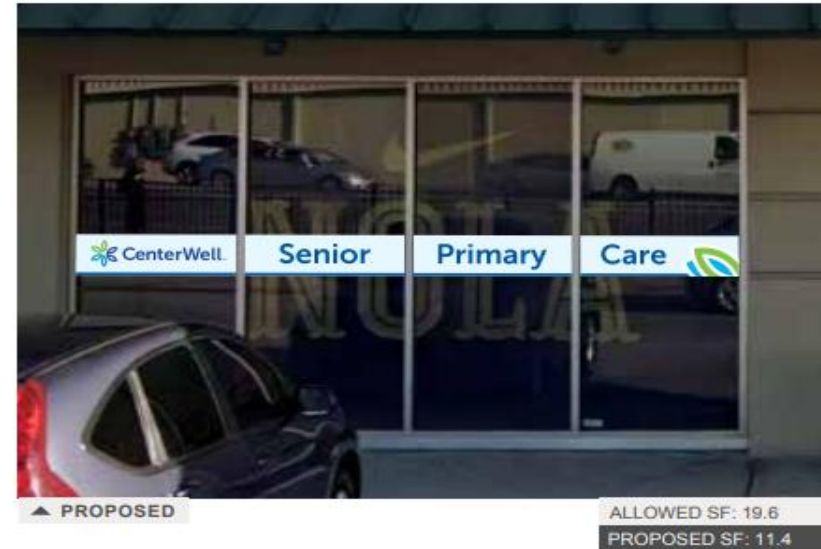 NOLA
CenterWell. Senior Primary Care
▲ PROPOSED
ALLOWED SF: 19.6
PROPOSED SF: 11.4